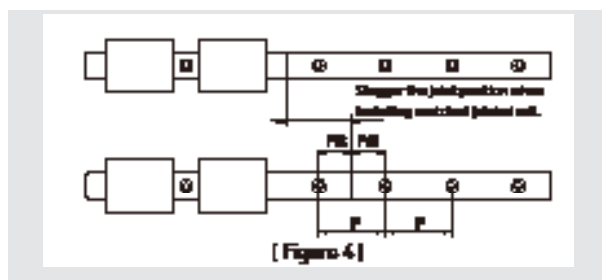 Stagger the joint position when
installing matched jointed rail.
P/2 P/2
P P
[ Figure 4 ]